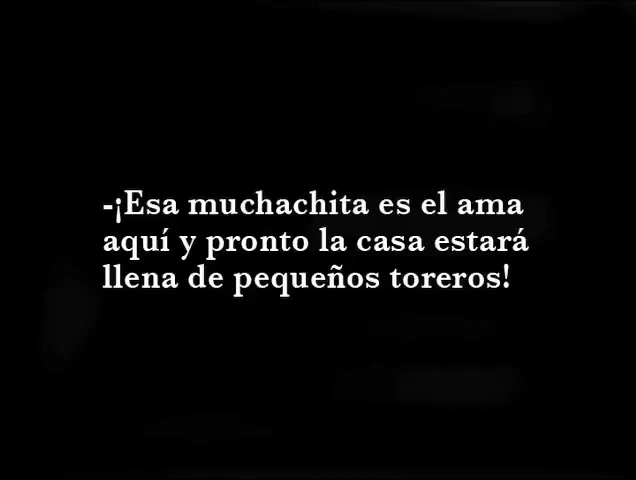 -¡Esa muchachita es el ama
aquí y pronto la casa estará
llena de pequeños toreros!